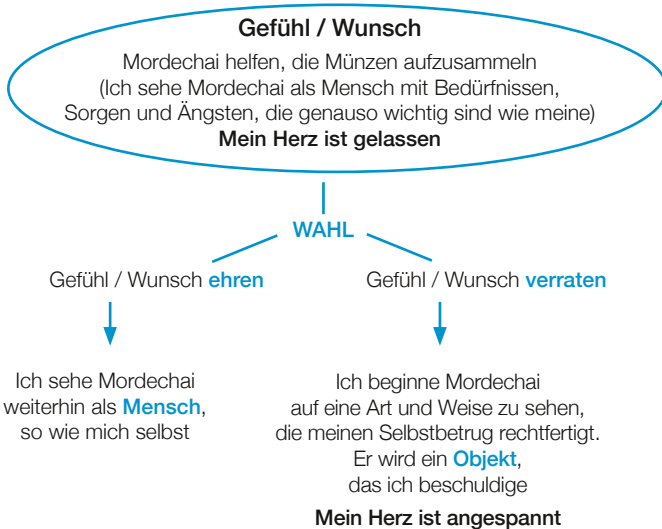 Gefühl / Wunsch
Mordechai helfen, die Münzen aufzusammeln
(Ich sehe Mordechai als Mensch mit Bedürfnissen,
Sorgen und Ängsten, die genauso wichtig sind wie meine)
Mein Herz ist gelassen
WAHL
Gefühl / Wunsch ehren
Gefühl / Wunsch verraten
Ich sehe Mordechai
weiterhin als Mensch,
so wie mich selbst
Ich beginne Mordechai
auf eine Art und Weise zu sehen,
die meinen Selbstbetrug rechtfertigt.
Er wird ein Objekt,
das ich beschuldige
Mein Herz ist angespannt